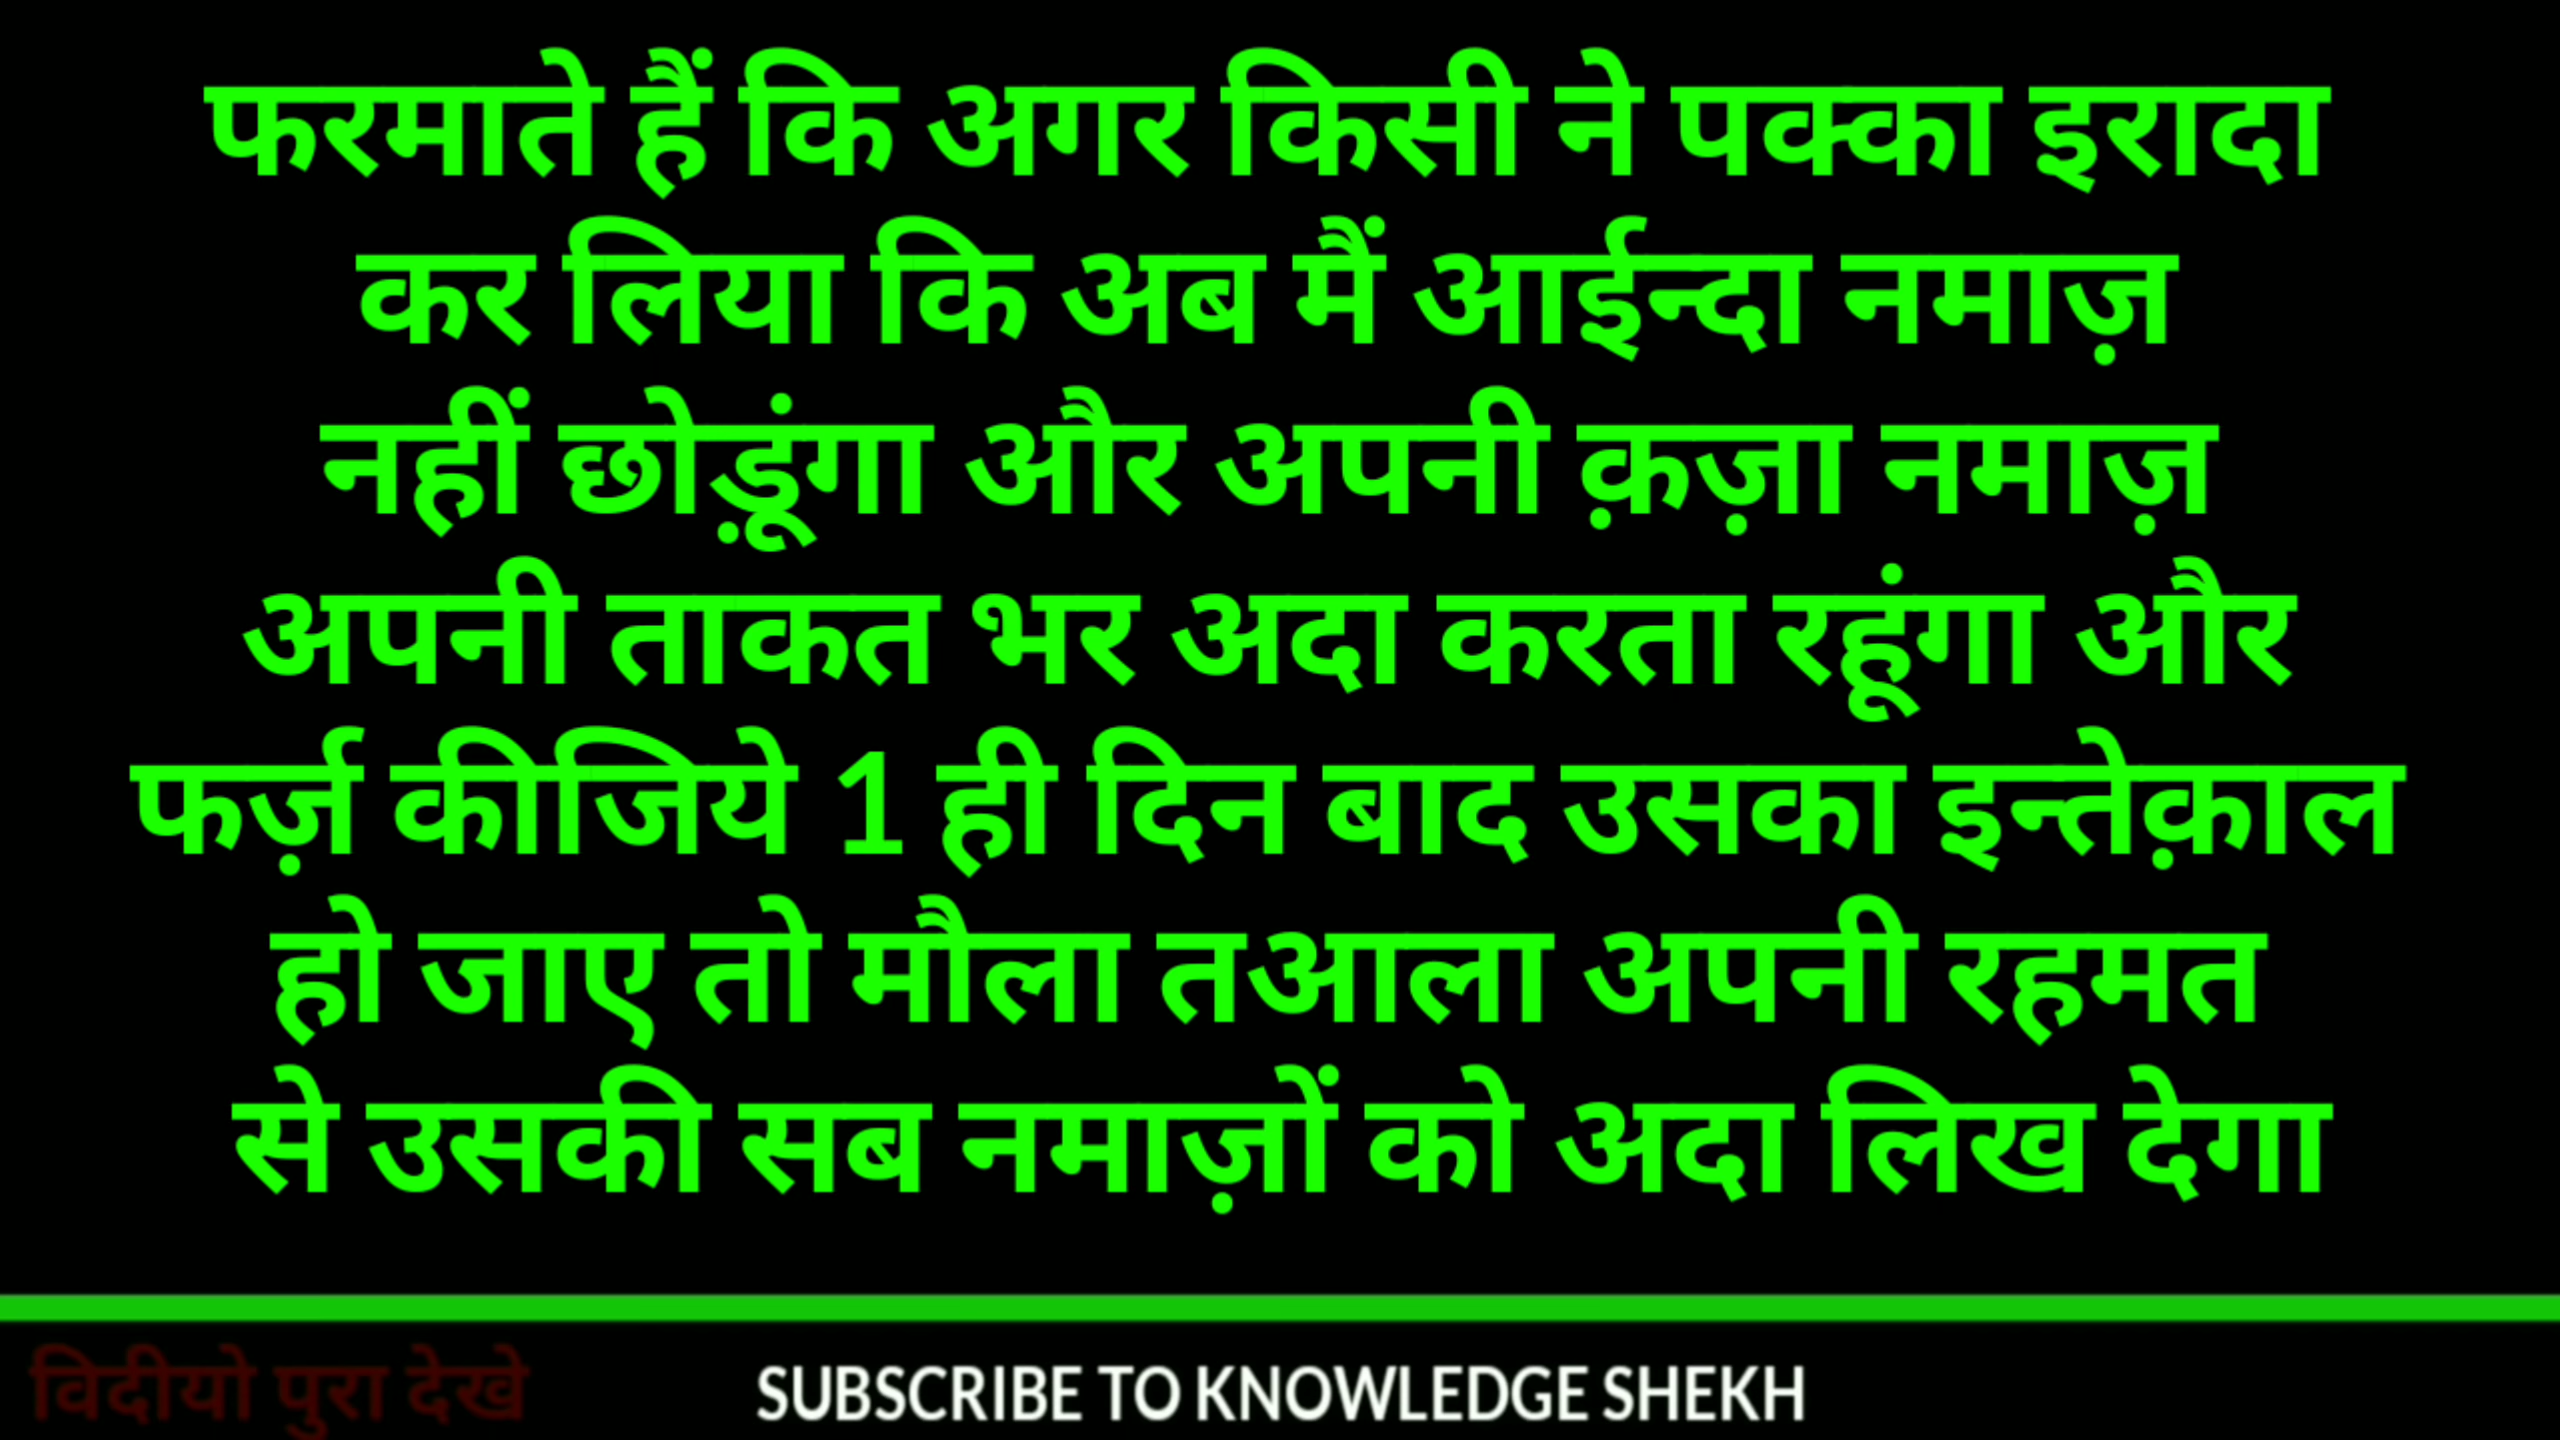 फरमाते हैं कि अगर किसी ने पक्का इरादा
कर लिया कि अब मैं आईन्दा नमाज़
नहीं छोड़ूंगा और अपनी क़ज़ा नमाज़
अपनी ताकत भर अदा करता रहूंगा और
फर्ज़ कीजिये 1 ही दिन बाद उसका इन्तेक़ाल
हो जाए तो मौला तआला अपनी रहमत
से उसकी सब नमाज़ों को अदा लिख देगा
विदीयो पुरा देखे
SUBSCRIBE TO KNOWLEDGE SHEKH